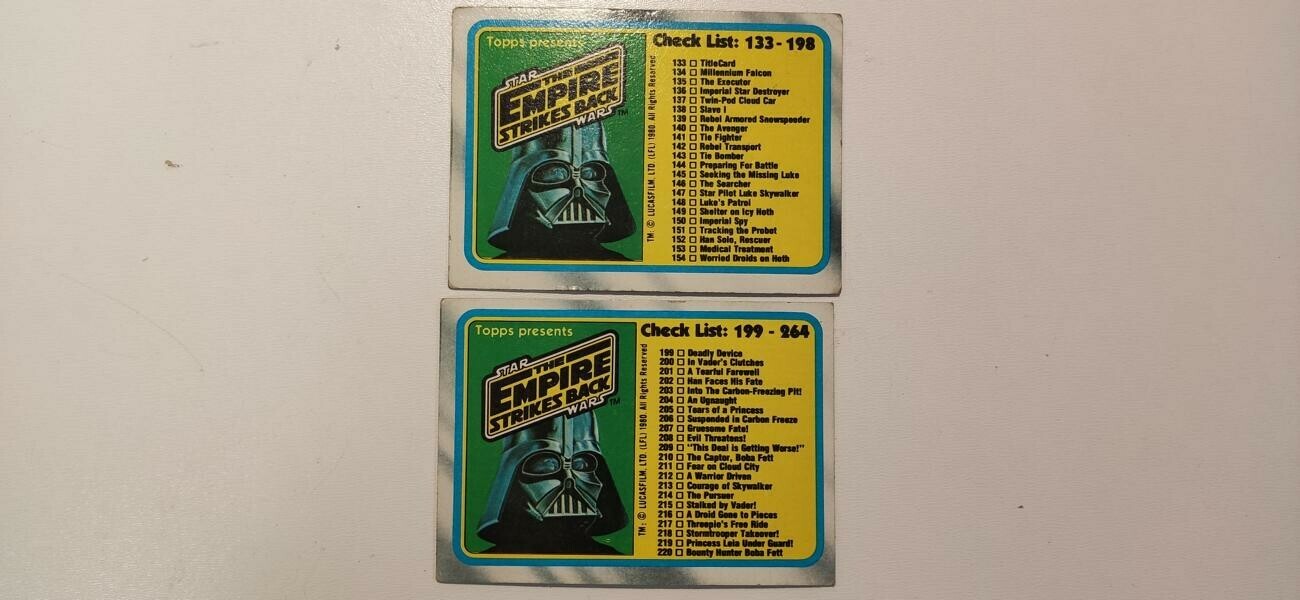 Topps presents
STAR
THE
EMPIRE
STRIKES BACK
WARS TM
TM: © LUCASFILM, LTD. (LFL) 1980. All Rights Reserved
Check List: 133 - 198
133 TitleCard
134 Millennium Falcon
135 The Executor
136 Imperial Star Destroyer
137 Twin-Pod Cloud Car
138 Slave I
139 Rebel Armored Snowspeeder
140 The Avenger
141 Tie Fighter
142 Rebel Transport
143 Tie Bomber
144 Preparing For Battle
145 Seeking the Missing Luke
146 The Searcher
147 Star Pilot Luke Skywalker
148 Luke's Patrol
149 Shelter on Icy Hoth
150 Imperial Spy
151 Tracking the Probot
152 Han Solo, Rescuer
153 Medical Treatment
154 Worried Droids on Hoth
Topps presents
STAR
THE
EMPIRE
STRIKES BACK
WARS TM
TM: © LUCASFILM, LTD. (LFL) 1980. All Rights Reserved
Check List: 199 - 264
199 Deadly Device
200 In Vader's Clutches
201 A Tearful Farewell
202 Han Faces His Fate
203 Into The Carbon-Freezing Pit!
204 An Ugnaught
205 Tears of a Princess
206 Suspended in Carbon Freeze
207 Gruesome Fate!
208 Evil Threatens!
209 "This Deal is Getting Worse!"
210 The Captor, Boba Fett
211 Fear on Cloud City
212 A Warrior Driven
213 Courage of Skywalker
214 The Pursuer
215 Stalked by Vader!
216 A Droid Gone to Pieces
217 Threepio's Free Ride
218 Stormtrooper Takeover!
219 Princess Leia Under Guard!
220 Bounty Hunter Boba Fett